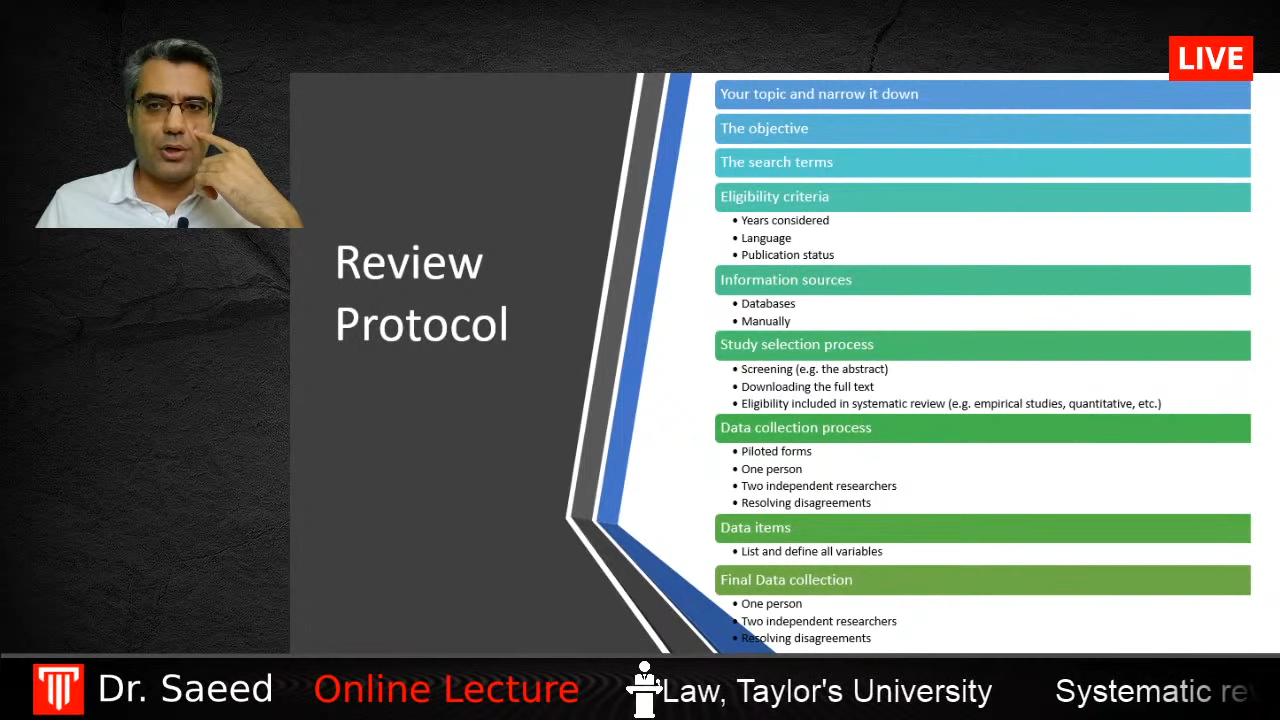 LIVE
Review
Protocol
Your topic and narrow it down
The objective
The search terms
Eligibility criteria
• Years considered
• Language
• Publication status
Information sources
• Databases
• Manually
Study selection process
• Screening (e.g. the abstract)
• Downloading the full text
• Eligibility included in systematic review (e.g. empirical studies, quantitative, etc.)
Data collection process
• Piloted forms
• One person
• Two independent researchers
• Resolving disagreements
Data items
• List and define all variables
Final Data collection
• One person
• Two independent researchers
• Resolving disagreements
Dr. Saeed Online Lecture Law, Taylor's University Systematic